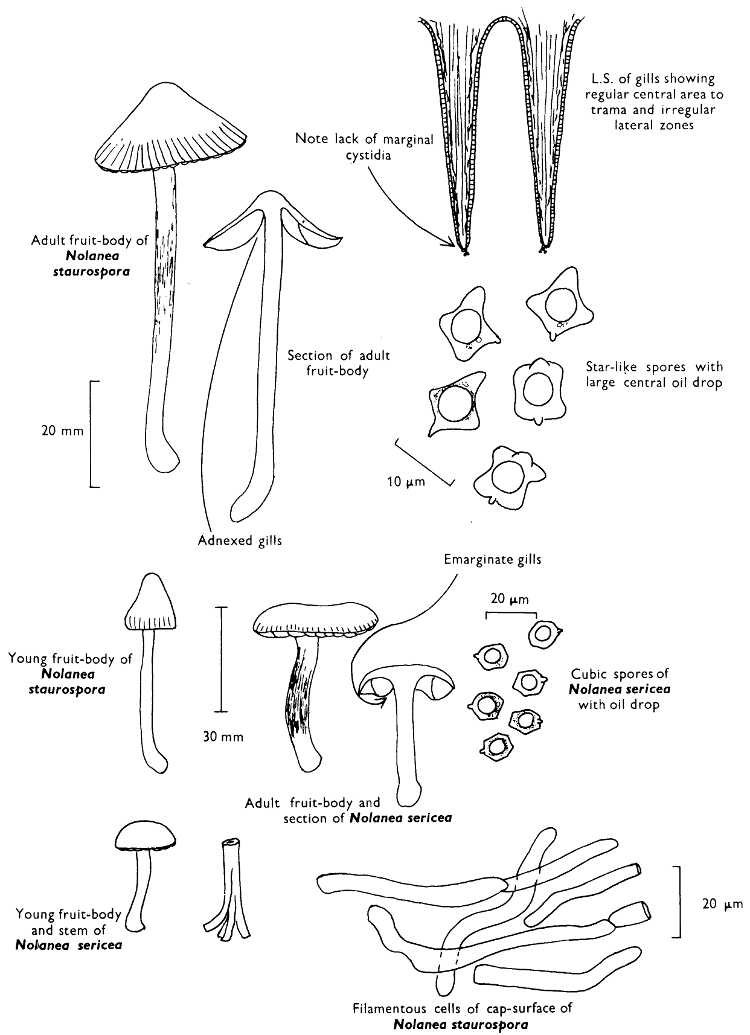 L.S. of gills showing
regular central area to
trama and irregular
lateral zones
Note lack of marginal
cystidia
Adult fruit-body of
Nolanea
staurospora
Section of adult
fruit-body
Star-like spores with
large central oil drop
20 mm
10 μm
Adnexed gills
Emarginate gills
20 μm
Young fruit-body of
Nolanea
staurospora
Cubic spores of
Nolanea sericea
with oil drop
30 mm
Adult fruit-body and
section of Nolanea sericea
Young fruit-body
and stem of
Nolanea sericea
20 μm
Filamentous cells of cap-surface of
Nolanea staurospora